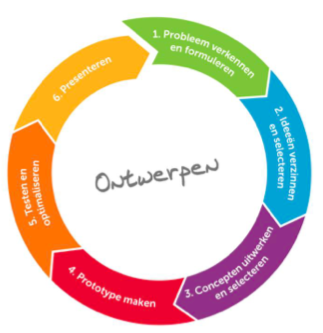 1. Probleem verkennen
en formuleren
2. Ideeën verzinnen
en selecteren
3. Concepten uitwerken
en selecteren
4. Prototype maken
5. Testen en
optimaliseren
6. Presenteren
Ontwerpen